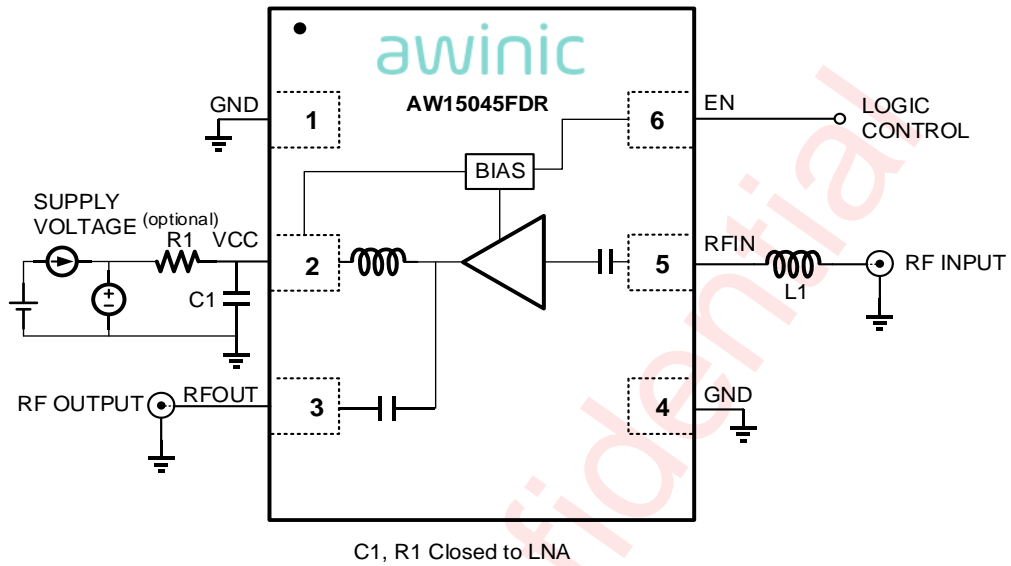 awinic
AW15045FDR
GND
1
6
EN
LOGIC
CONTROL
BIAS
SUPPLY
VOLTAGE
(optional)
R1
VCC
2
5
RFIN
RF INPUT
L1
C1
RF OUTPUT
RFOUT
3
4
GND
C1, R1 Closed to LNA